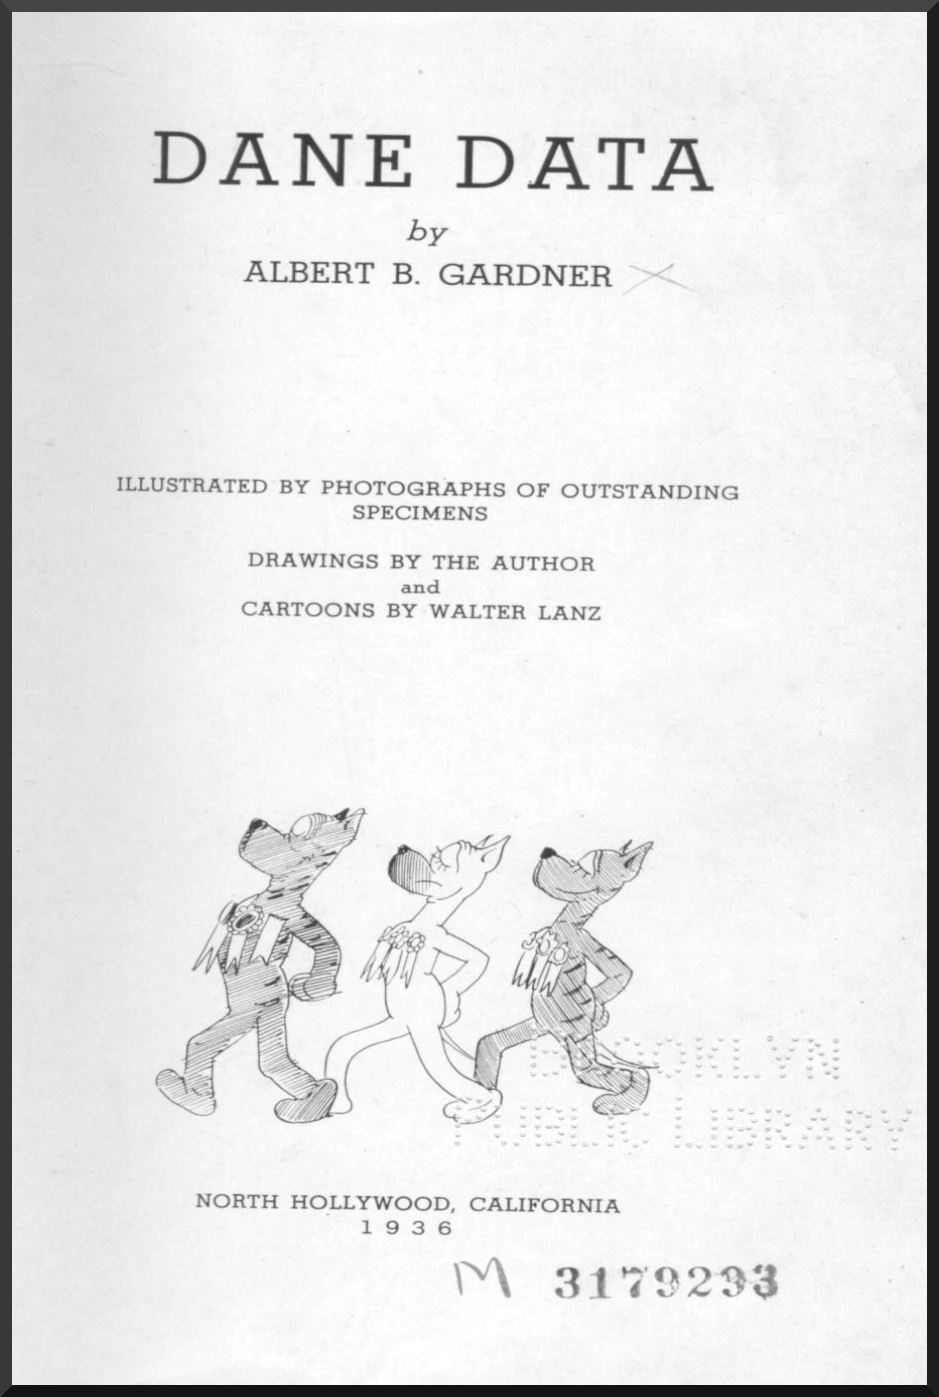 DANE DATA
by
ALBERT B. GARDNER
ILLUSTRATED BY PHOTOGRAPHS OF OUTSTANDING
SPECIMENS
DRAWINGS BY THE AUTHOR
and
CARTOONS BY WALTER LANZ
BROOKLYN
PUBLIC LIBRARY
NORTH HOLLYWOOD, CALIFORNIA
1936
M 3179293